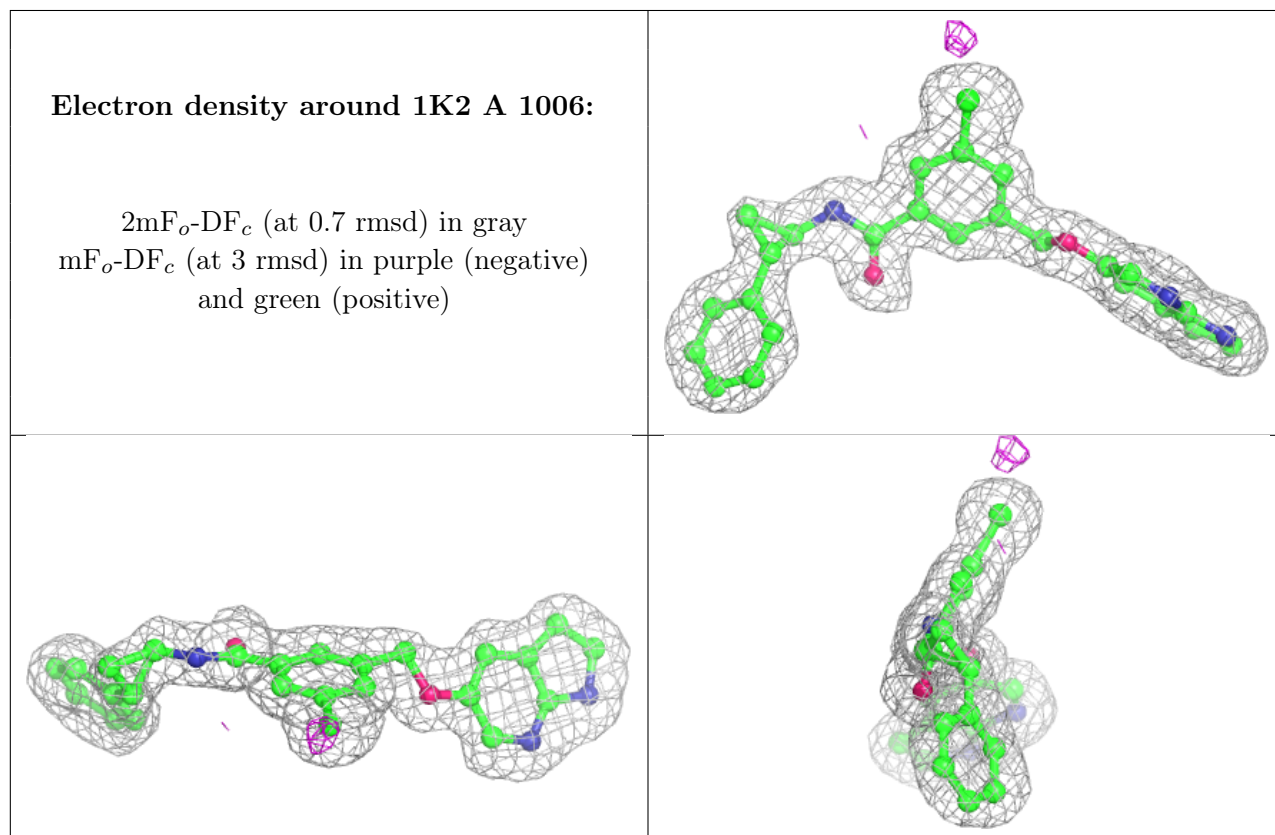 Electron density around 1K2 A 1006:
2mFo-DFc (at 0.7 rmsd) in gray
mFo-DFc (at 3 rmsd) in purple (negative)
and green (positive)